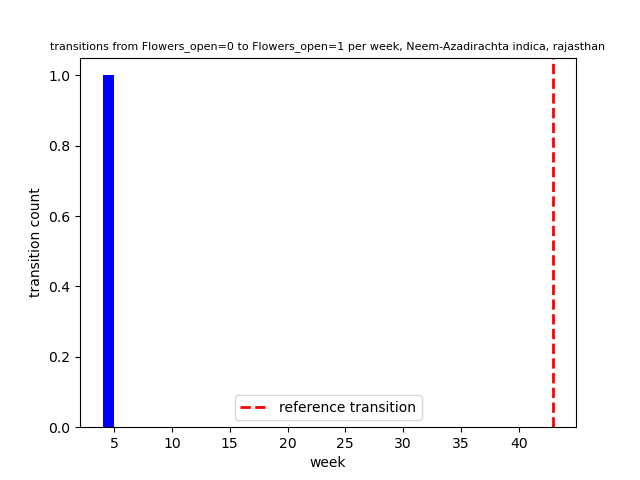 transitions from Flowers_open=0 to Flowers_open=1 per week, Neem-Azadirachta indica, rajasthan
transition count
1.0
0.8
0.6
0.4
0.2
0.0
reference transition
5 10 15 20 25 30 35 40
week